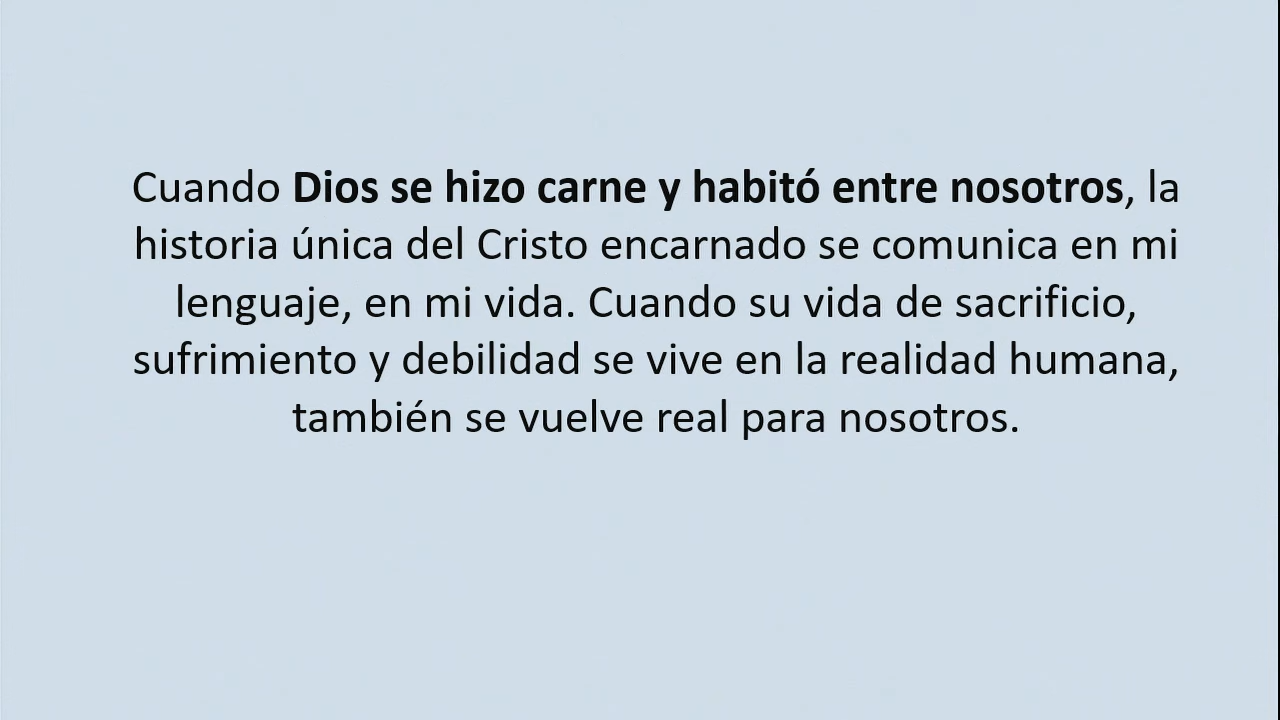 Cuando Dios se hizo carne y habitó entre nosotros, la
historia única del Cristo encarnado se comunica en mi
lenguaje, en mi vida. Cuando su vida de sacrificio,
sufrimiento y debilidad se vive en la realidad humana,
también se vuelve real para nosotros.